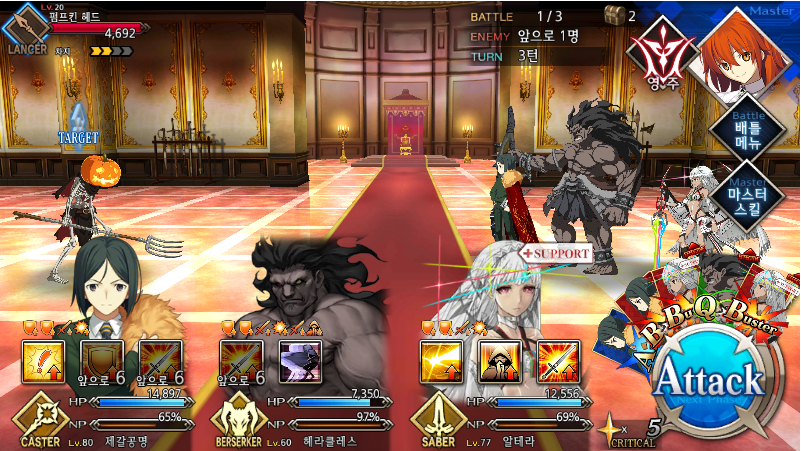 Lv.20
펌프킨 헤드
4,692
LANCER
차지
BATTLE 1/3
2
ENEMY 앞으로 1명
TURN 3턴
Master
영주
Battle
배틀
메뉴
Master
마스터
스킬
TARGET
+SUPPORT
Buster
Attack
Next Phase
앞으로 6
앞으로 6
앞으로 6
HP 14,897
NP 65%
CASTER
Lv.80 제갈공명
HP 7,350
NP 97%
BERSERKER
Lv.60 헤라클레스
HP 12,556
NP 69%
SABER
Lv.77 알테라
x 5
CRITICAL